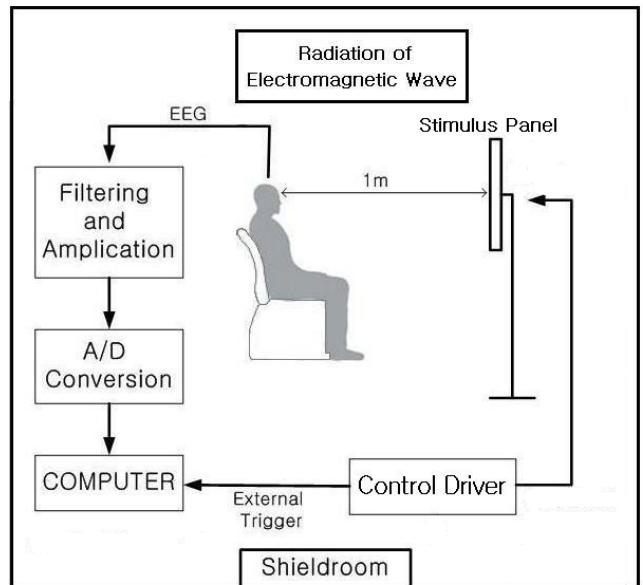 Radiation of
Electromagnetic Wave
EEG
Stimulus Panel
1m
Filtering
and
Amplication
A/D
Conversion
COMPUTER
External
Trigger
Control Driver
Shieldroom